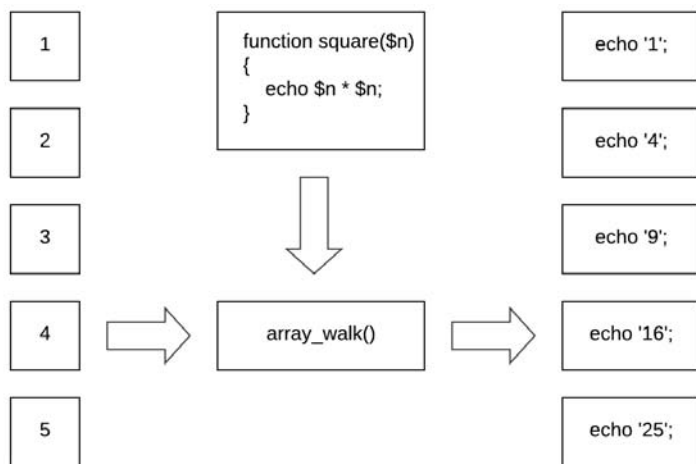 1
function square($n)
{
echo $n * $n;
}
echo '1';
2
echo '4';
3
echo '9';
4
array_walk()
echo '16';
5
echo '25';